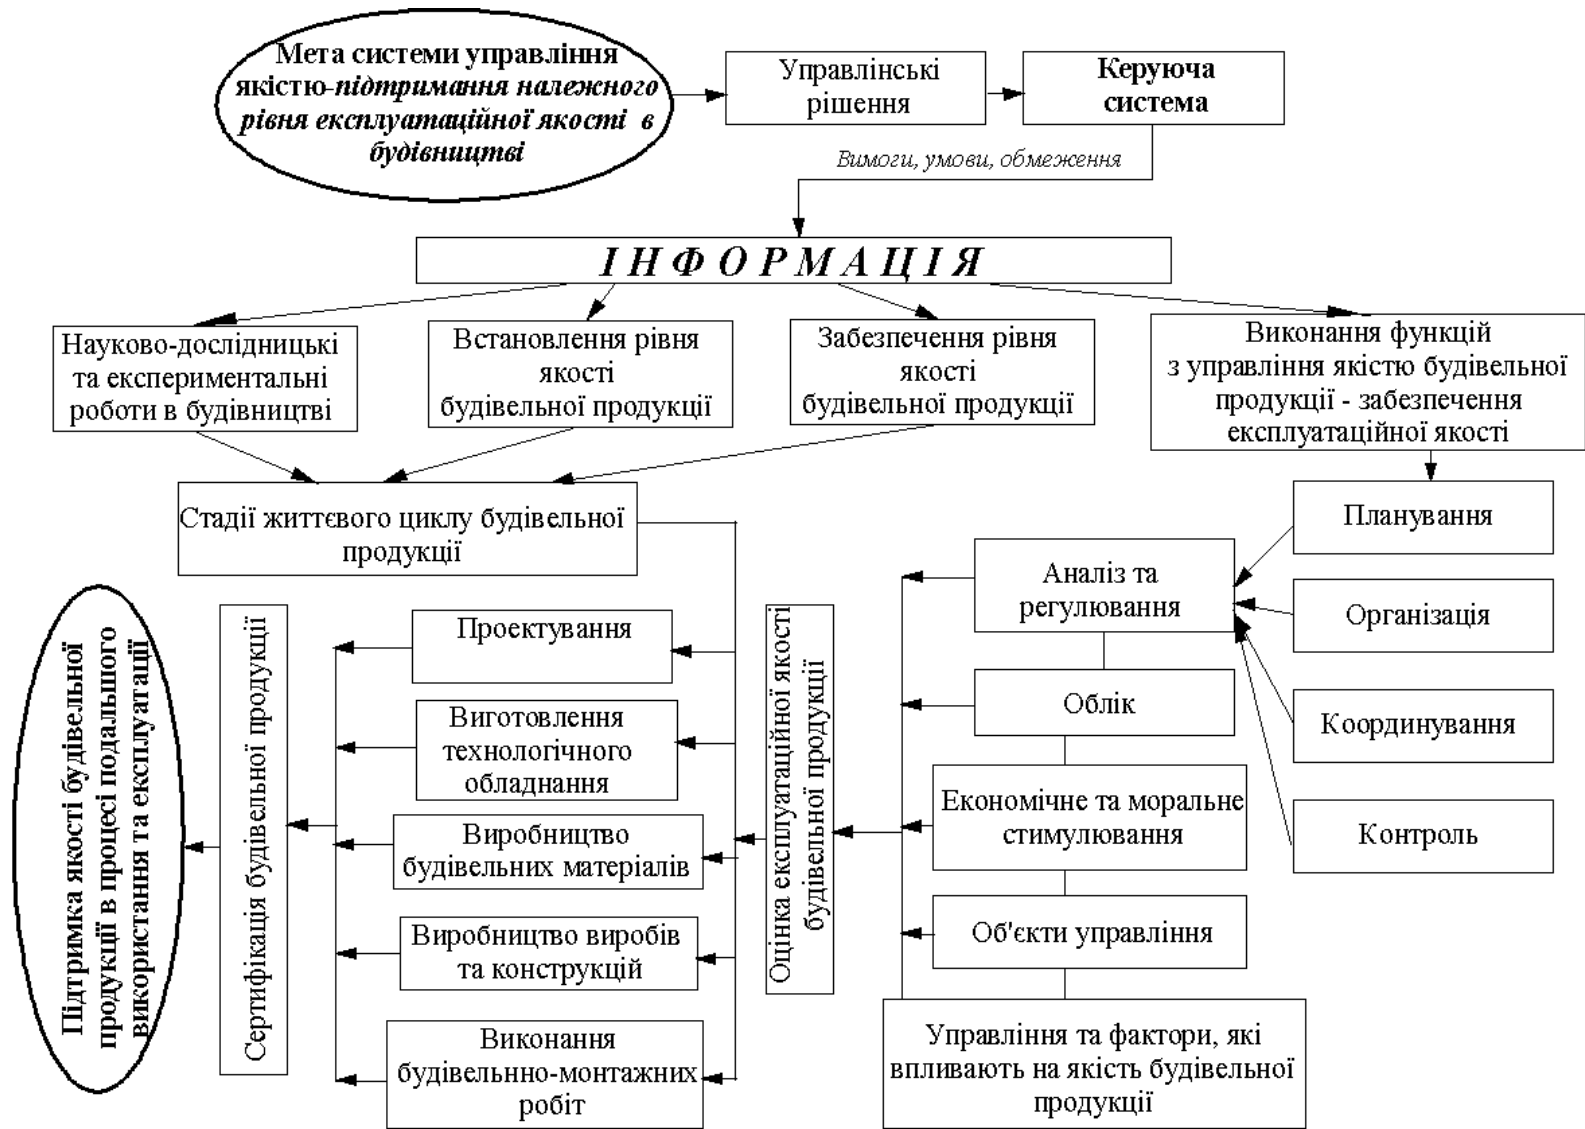 Мета системи управління
якістю-підтримання належного
рівня експлуатаційної якості в
будівництві
Управлінські
рішення
Керуюча
система
Вимоги, умови, обмеження
ІНФОРМАЦІЯ
Науково-дослідницькі
та експериментальні
роботи в будівництві
Встановлення рівня
якості
будівельної продукції
Забезпечення рівня
якості
будівельної продукції
Виконання функцій
з управління якістю будівельної
продукції - забезпечення
експлуатаційної якості
Стадії життєвого циклу будівельної
продукції
Планування
Організація
Координування
Контроль
Аналіз та
регулювання
Облік
Економічне та моральне
стимулювання
Об'єкти управління
Управління та фактори, які
впливають на якість будівельної
продукції
Оцінка експлуатаційної якості
будівельної продукції
Проектування
Виготовлення
технологічного
обладнання
Виробництво
будівельних матеріалів
Виробництво виробів
та конструкцій
Виконання
будівельнно-монтажних
робіт
Сертифікація будівельної продукції
Підтримка якості будівельної
продукції в процесі подальшого
використання та експлуатації